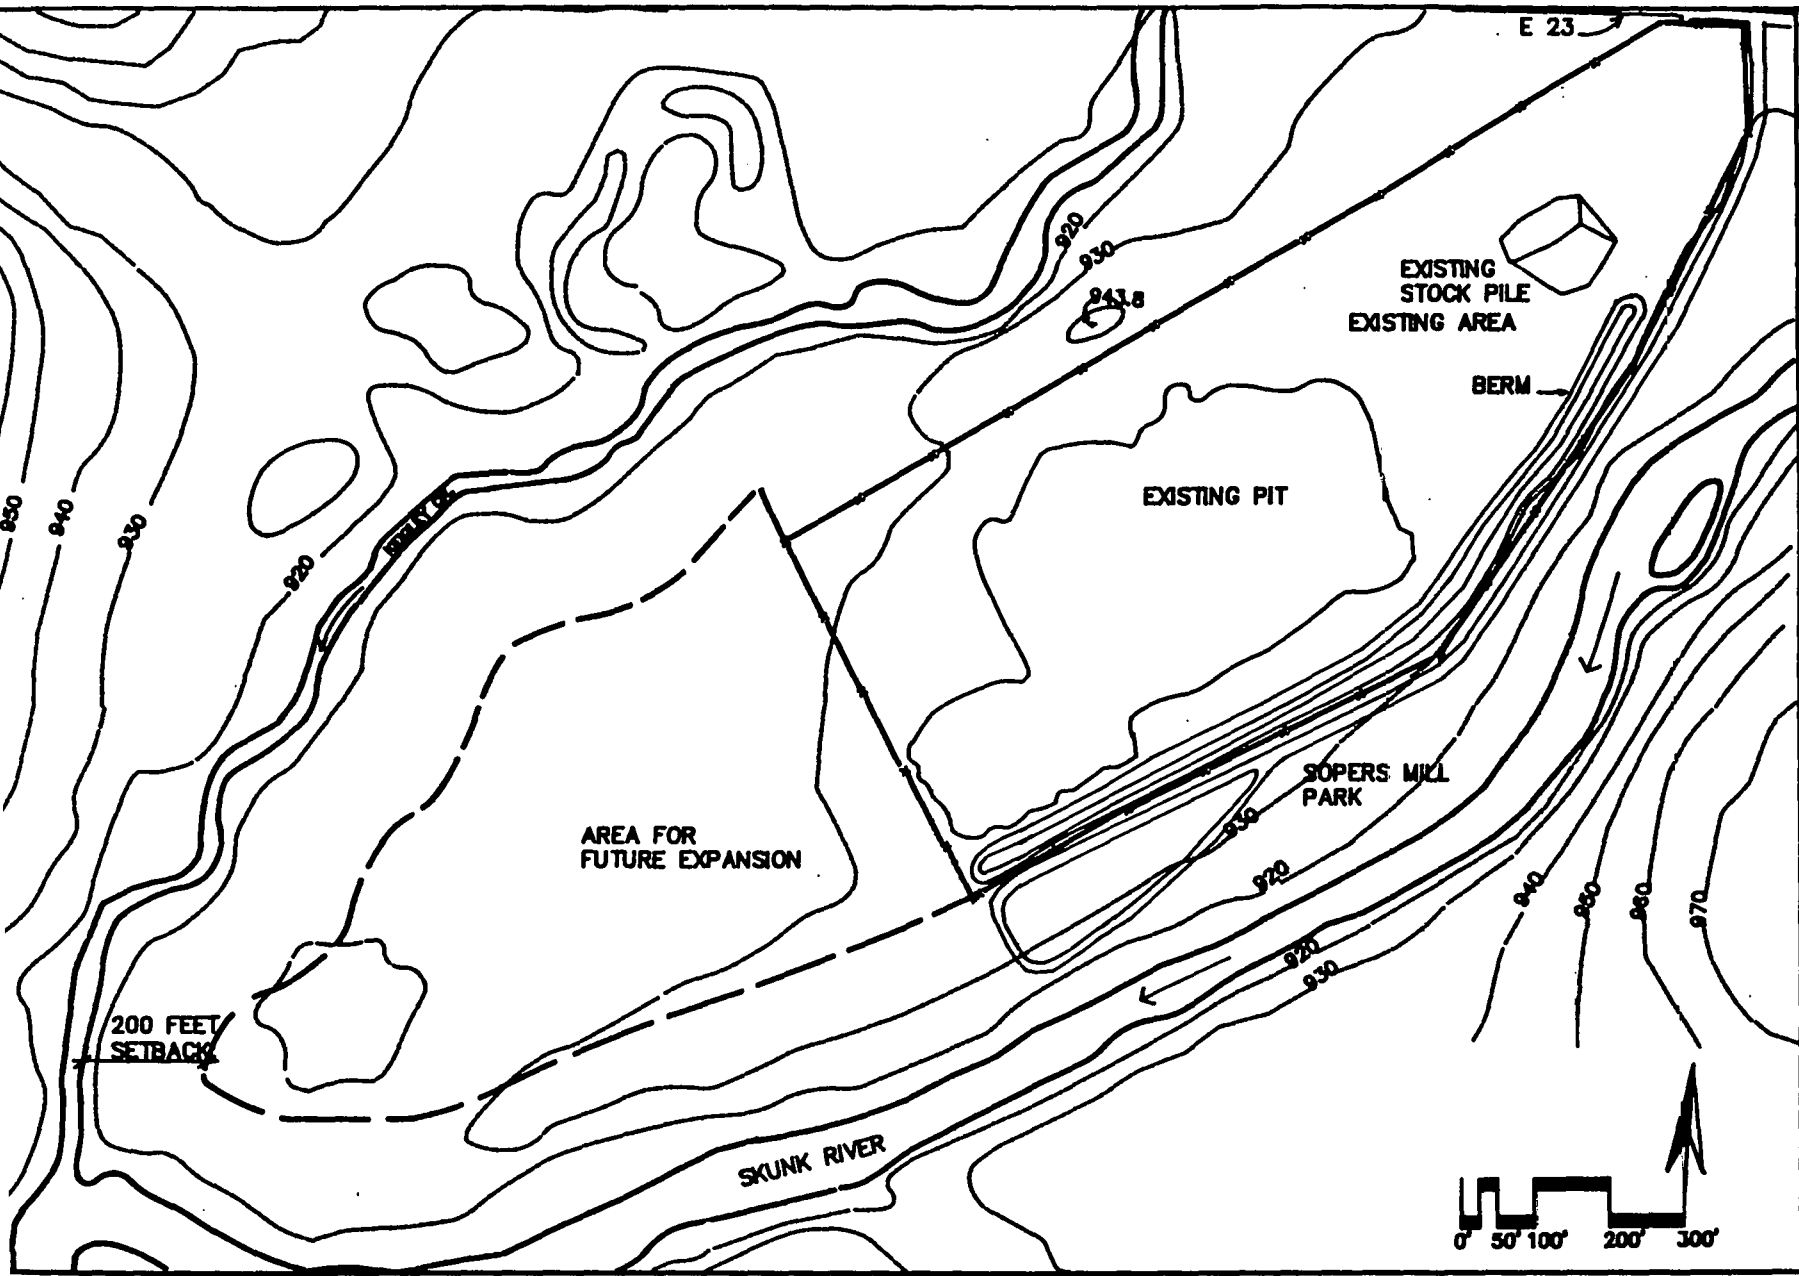 E 23
920
930
943.8
EXISTING
STOCK PILE
EXISTING AREA
BERM
EXISTING PIT
950
940
930
920
SOPERS MILL
PARK
930
AREA FOR
FUTURE EXPANSION
920
940
950
960
970
920
930
200 FEET
SETBACK
SKUNK RIVER
0' 50' 100' 200' 300'